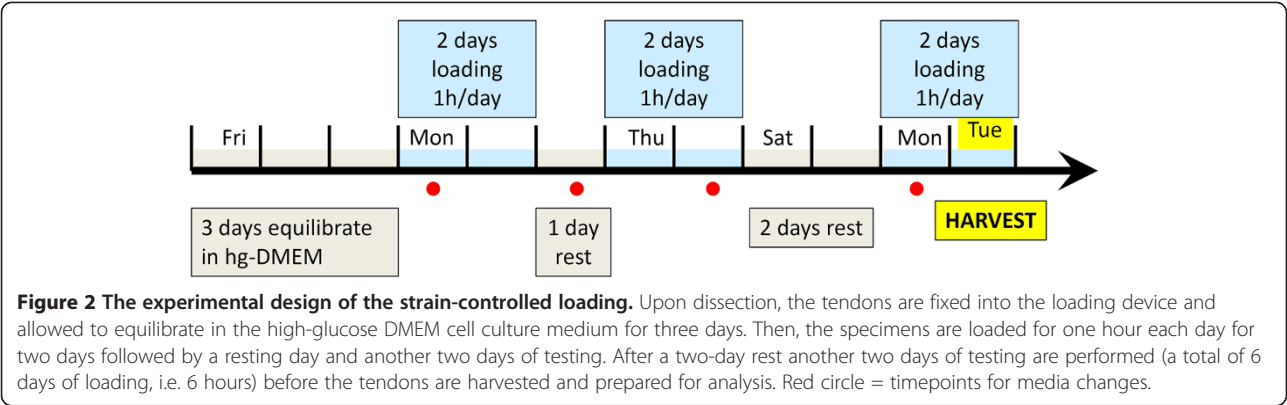 2 days
loading
1h/day
2 days
loading
1h/day
2 days
loading
1h/day
Fri
Mon
Thu
Sat
Mon
Tue
3 days equilibrate
in hg-DMEM
1 day
rest
2 days rest
HARVEST
Figure 2 The experimental design of the strain-controlled loading. Upon dissection, the tendons are fixed into the loading device and
allowed to equilibrate in the high-glucose DMEM cell culture medium for three days. Then, the specimens are loaded for one hour each day for
two days followed by a resting day and another two days of testing. After a two-day rest another two days of testing are performed (a total of 6
days of loading, i.e. 6 hours) before the tendons are harvested and prepared for analysis. Red circle = timepoints for media changes.